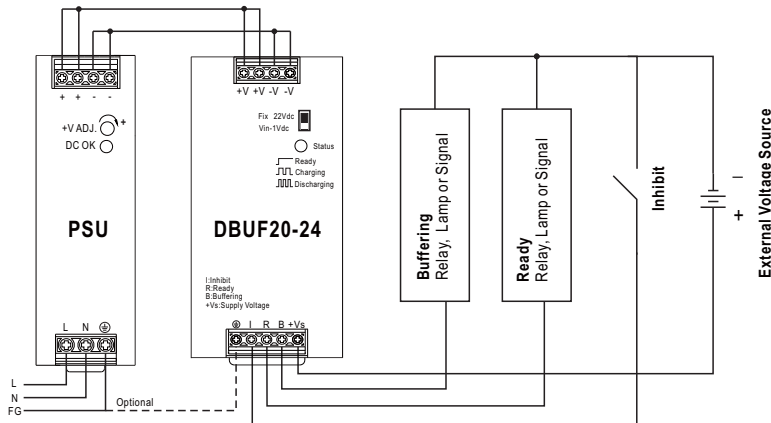 +V +V -V -V
+ + - -
+V ADJ.
+
DC OK
PSU
L N
L
N
FG
Optional
Fix 22Vdc
Vin-1Vdc
Status
Ready
Charging
Discharging
DBUF20-24
I:Inhibit
R:Ready
B:Buffering
+Vs:Supply Voltage
I R B +Vs
Buffering
Relay, Lamp or Signal
Ready
Relay, Lamp or Signal
Inhibit
–
+
External Voltage Source